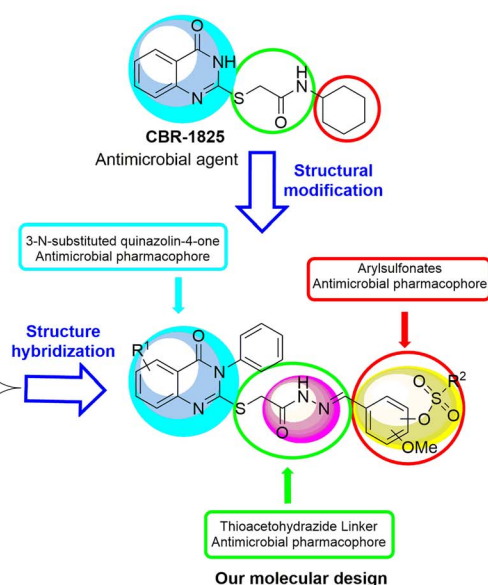 O
NH
N
S
H
N
O
CBR-1825
Antimicrobial agent
Structural
modification
3-N-substituted quinazolin-4-one
Antimicrobial pharmacophore
Arylsulfonates
Antimicrobial pharmacophore
Structure
hybridization
R1
O
N
N
S
O
H
N
N
O
S
O
O
R2
OMe
Thioacetohydrazide Linker
Antimicrobial pharmacophore
Our molecular design